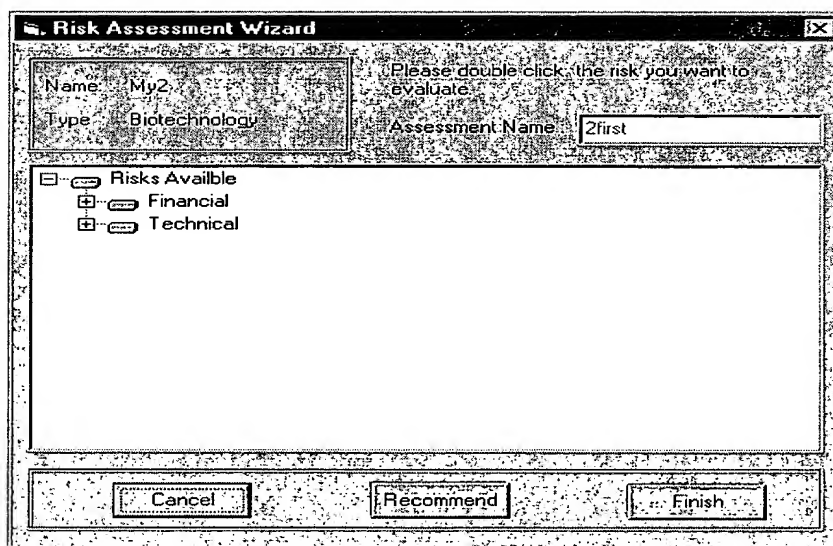 Risk Assessment Wizard
Name My2
Type Biotechnology
Please double click, the risk you want to
evaluate
Assessment Name 2first
Risks Availble
Financial
Technical
Cancel Recommend Finish